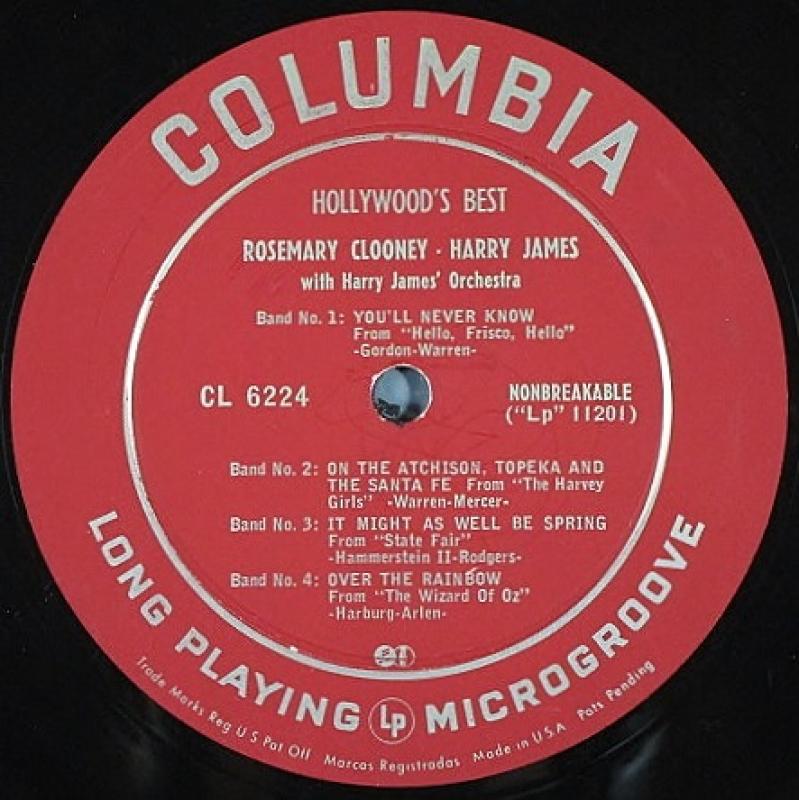 COLUMBIA
HOLLYWOOD'S BEST
ROSEMARY CLOONEY · HARRY JAMES
with Harry James' Orchestra
Band No. 1: YOU'LL NEVER KNOW
From "Hello, Frisco, Hello"
-Gordon-Warren-
CL 6224
NONBREAKABLE
("Lp" 11201)
Band No. 2: ON THE ATCHISON, TOPEKA AND
THE SANTA FE From "The Harvey
Girls" -Warren-Mercer-
Band No. 3: IT MIGHT AS WELL BE SPRING
From "State Fair"
-Hammerstein II-Rodgers-
Band No. 4: OVER THE RAINBOW
From "The Wizard Of Oz"
-Harburg-Arlen-
LONG PLAYING Lp MICROGROOVE
Trade Marks Reg U S Pat Off Marcas Registradas Made in U.S.A Pats Pending